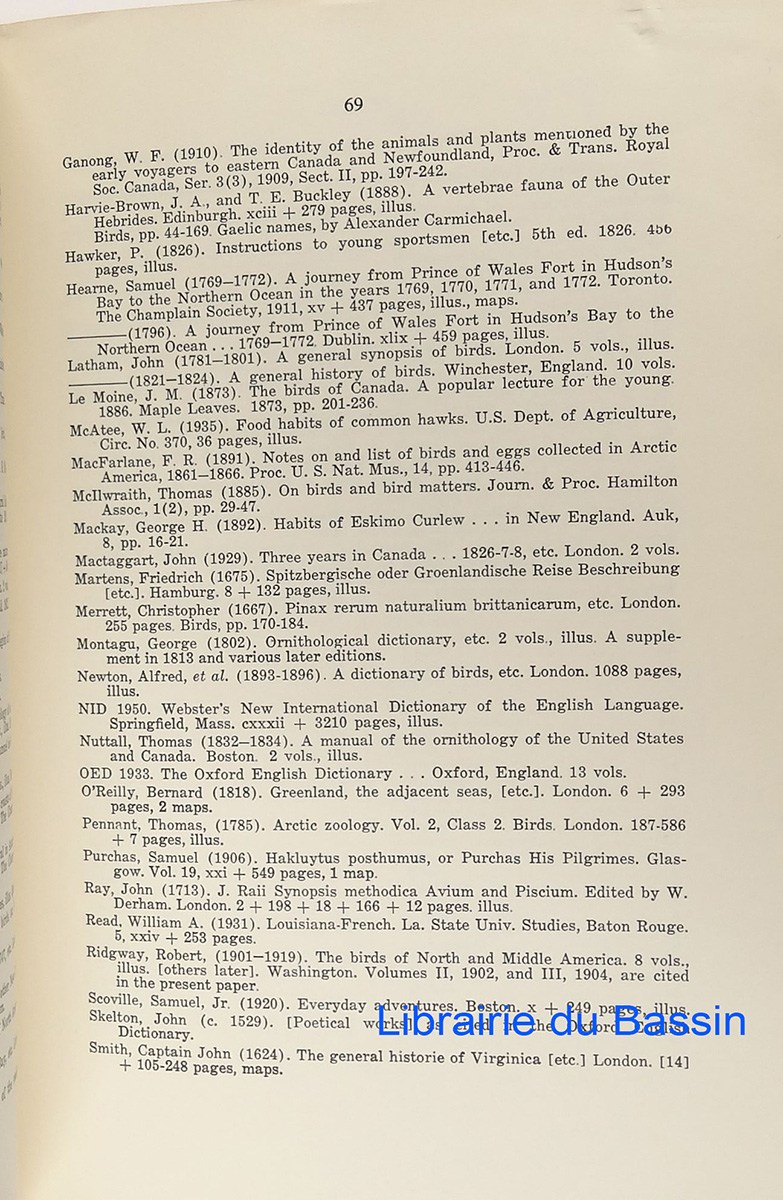 69
Ganong, W. F. (1910). The identity of the animals and plants mentioned by the
early voyagers to eastern Canada and Newfoundland, Proc. & Trans. Royal
Soc. Canada, Ser. 3(3), 1909, Sect. II, pp. 197-242.
Harvie-Brown, J. A., and T. E. Buckley (1888). A vertebrae fauna of the Outer
Hebrides. Edinburgh. xciii + 279 pages, illus.
Birds, pp. 44-169. Gaelic names, by Alexander Carmichael.
Hawker, P. (1826). Instructions to young sportsmen [etc.] 5th ed. 1826. 456
pages, illus.
Hearne, Samuel (1769–1772). A journey from Prince of Wales Fort in Hudson's
Bay to the Northern Ocean in the years 1769, 1770, 1771, and 1772. Toronto.
The Champlain Society, 1911, xv + 437 pages, illus., maps.
———(1796). A journey from Prince of Wales Fort in Hudson's Bay to the
Northern Ocean . . . 1769–1772. Dublin. xlix + 459 pages, illus.
Latham, John (1781–1801). A general synopsis of birds. London. 5 vols., illus.
———(1821–1824). A general history of birds. Winchester, England. 10 vols.
Le Moine, J. M. (1873). The birds of Canada. A popular lecture for the young.
1886. Maple Leaves. 1873, pp. 201-236.
McAtee, W. L. (1935). Food habits of common hawks. U.S. Dept. of Agriculture,
Circ. No. 370, 36 pages, illus.
MacFarlane, F. R. (1891). Notes on and list of birds and eggs collected in Arctic
America, 1861–1866. Proc. U. S. Nat. Mus., 14, pp. 413-446.
McIlwraith, Thomas (1885). On birds and bird matters. Journ. & Proc. Hamilton
Assoc., 1(2), pp. 29-47.
Mackay, George H. (1892). Habits of Eskimo Curlew . . . in New England. Auk,
8, pp. 16-21.
Mactaggart, John (1929). Three years in Canada . . . 1826-7-8, etc. London. 2 vols.
Martens, Friedrich (1675). Spitzbergische oder Groenlandische Reise Beschreibung
[etc.]. Hamburg. 8 + 132 pages, illus.
Merrett, Christopher (1667). Pinax rerum naturalium brittanicarum, etc. London.
255 pages. Birds, pp. 170-184.
Montagu, George (1802). Ornithological dictionary, etc. 2 vols., illus. A supple-
ment in 1813 and various later editions.
Newton, Alfred, et al. (1893-1896). A dictionary of birds, etc. London. 1088 pages,
illus.
NID 1950. Webster's New International Dictionary of the English Language.
Springfield, Mass. cxxxii + 3210 pages, illus.
Nuttall, Thomas (1832–1834). A manual of the ornithology of the United States
and Canada. Boston. 2 vols., illus.
OED 1933. The Oxford English Dictionary . . . Oxford, England. 13 vols.
O'Reilly, Bernard (1818). Greenland, the adjacent seas, [etc.]. London. 6 + 293
pages, 2 maps.
Pennant, Thomas, (1785). Arctic zoology. Vol. 2, Class 2. Birds. London. 187-586
+ 7 pages, illus.
Purchas, Samuel (1906). Hakluytus posthumus, or Purchas His Pilgrimes. Glas-
gow. Vol. 19, xxi + 549 pages, 1 map.
Ray, John (1713). J. Raii Synopsis methodica Avium and Piscium. Edited by W.
Derham. London. 2 + 198 + 18 + 166 + 12 pages. illus.
Read, William A. (1931). Louisiana-French. La. State Univ. Studies, Baton Rouge.
5, xxiv + 253 pages.
Ridgway, Robert, (1901–1919). The birds of North and Middle America. 8 vols.,
illus. [others later]. Washington. Volumes II, 1902, and III, 1904, are cited
in the present paper.
Scoville, Samuel, Jr. (1920). Everyday adventures. Boston. x + 249 pages, illus.
Skelton, John (c. 1529). [Poetical works] as cited in the Oxford English
Dictionary.
Smith, Captain John (1624). The general historie of Virginica [etc.] London. [14]
+ 105-248 pages, maps.
Librairie du Bassin